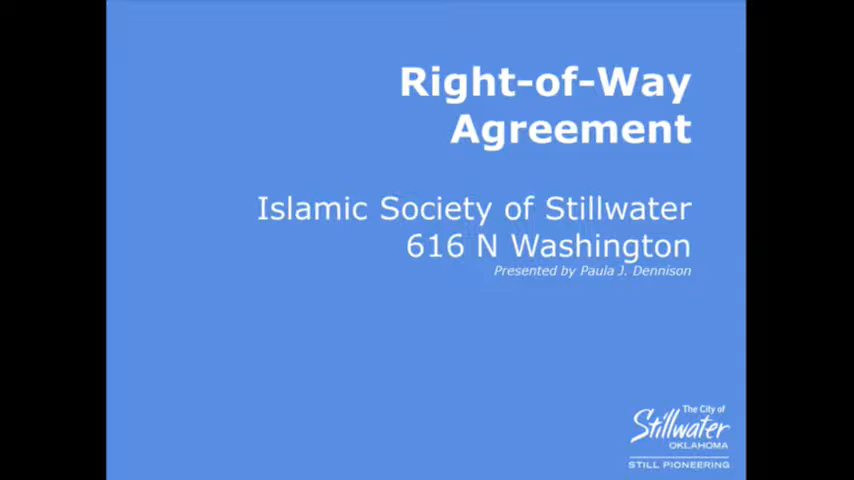 Right-of-Way
Agreement
Islamic Society of Stillwater
616 N Washington
Presented by Paula J. Dennison
The City of
Stillwater
OKLAHOMA
STILL PIONEERING